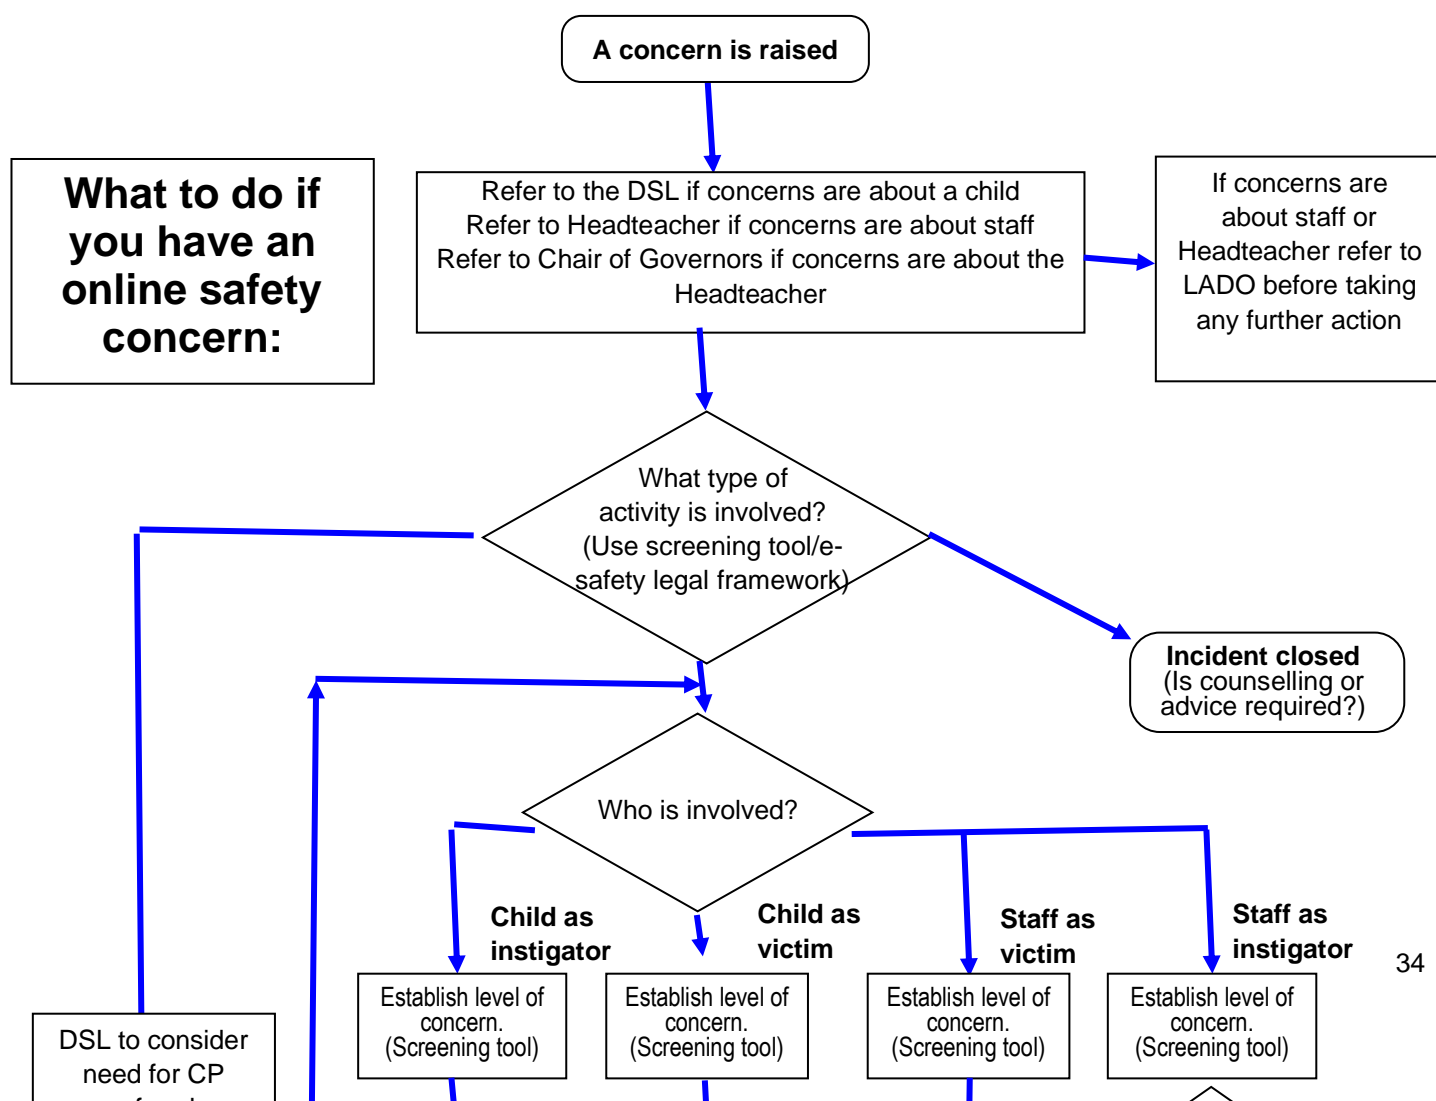 A concern is raised
What to do if
you have an
online safety
concern:
Refer to the DSL if concerns are about a child
Refer to Headteacher if concerns are about staff
Refer to Chair of Governors if concerns are about the
Headteacher
If concerns are
about staff or
Headteacher refer to
LADO before taking
any further action
What type of
activity is involved?
(Use screening tool/e-
safety legal framework)
Incident closed
(Is counselling or
advice required?)
Who is involved?
Child as
instigator
Child as
victim
Staff as
victim
Staff as
instigator
34
Establish level of
concern.
(Screening tool)
Establish level of
concern.
(Screening tool)
Establish level of
concern.
(Screening tool)
Establish level of
concern.
(Screening tool)
DSL to consider
need for CP